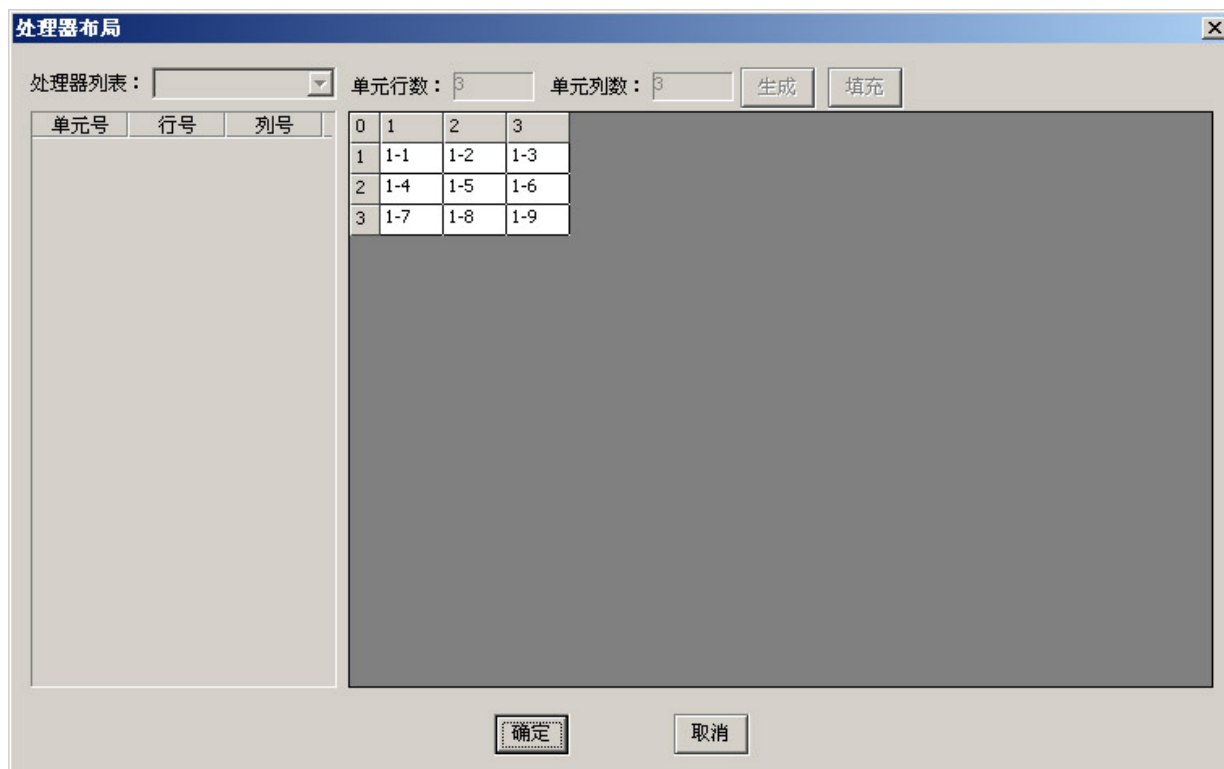 处理器布局
处理器列表： 单元行数： 3 单元列数： 3 生成 填充
单元号 行号 列号
0 1 2 3
1 1-1 1-2 1-3
2 1-4 1-5 1-6
3 1-7 1-8 1-9
确定 取消